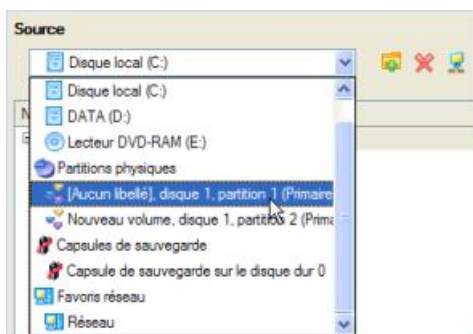 Source
Disque local (C:)
N
Disque local (C:)
DATA (D:)
Lecteur DVD-RAM (E:)
Partitions physiques
[Aucun libellé], disque 1, partition 1 (Primaire
Nouveau volume, disque 1, partition 2 (Prima
Capsules de sauvegarde
Capsule de sauvegarde sur le disque dur 0
Favoris réseau
Réseau